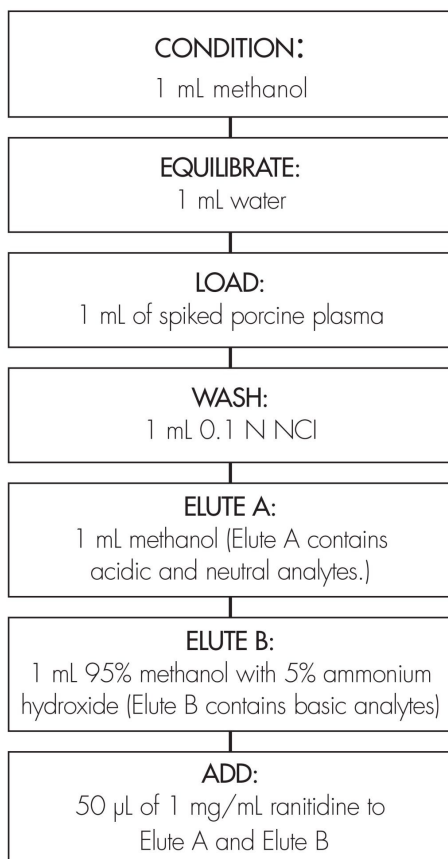 CONDITION:
1 mL methanol
EQUILIBRATE:
1 mL water
LOAD:
1 mL of spiked porcine plasma
WASH:
1 mL 0.1 N NCl
ELUTE A:
1 mL methanol (Elute A contains
acidic and neutral analytes.)
ELUTE B:
1 mL 95% methanol with 5% ammonium
hydroxide (Elute B contains basic analytes)
ADD:
50 µL of 1 mg/mL ranitidine to
Elute A and Elute B